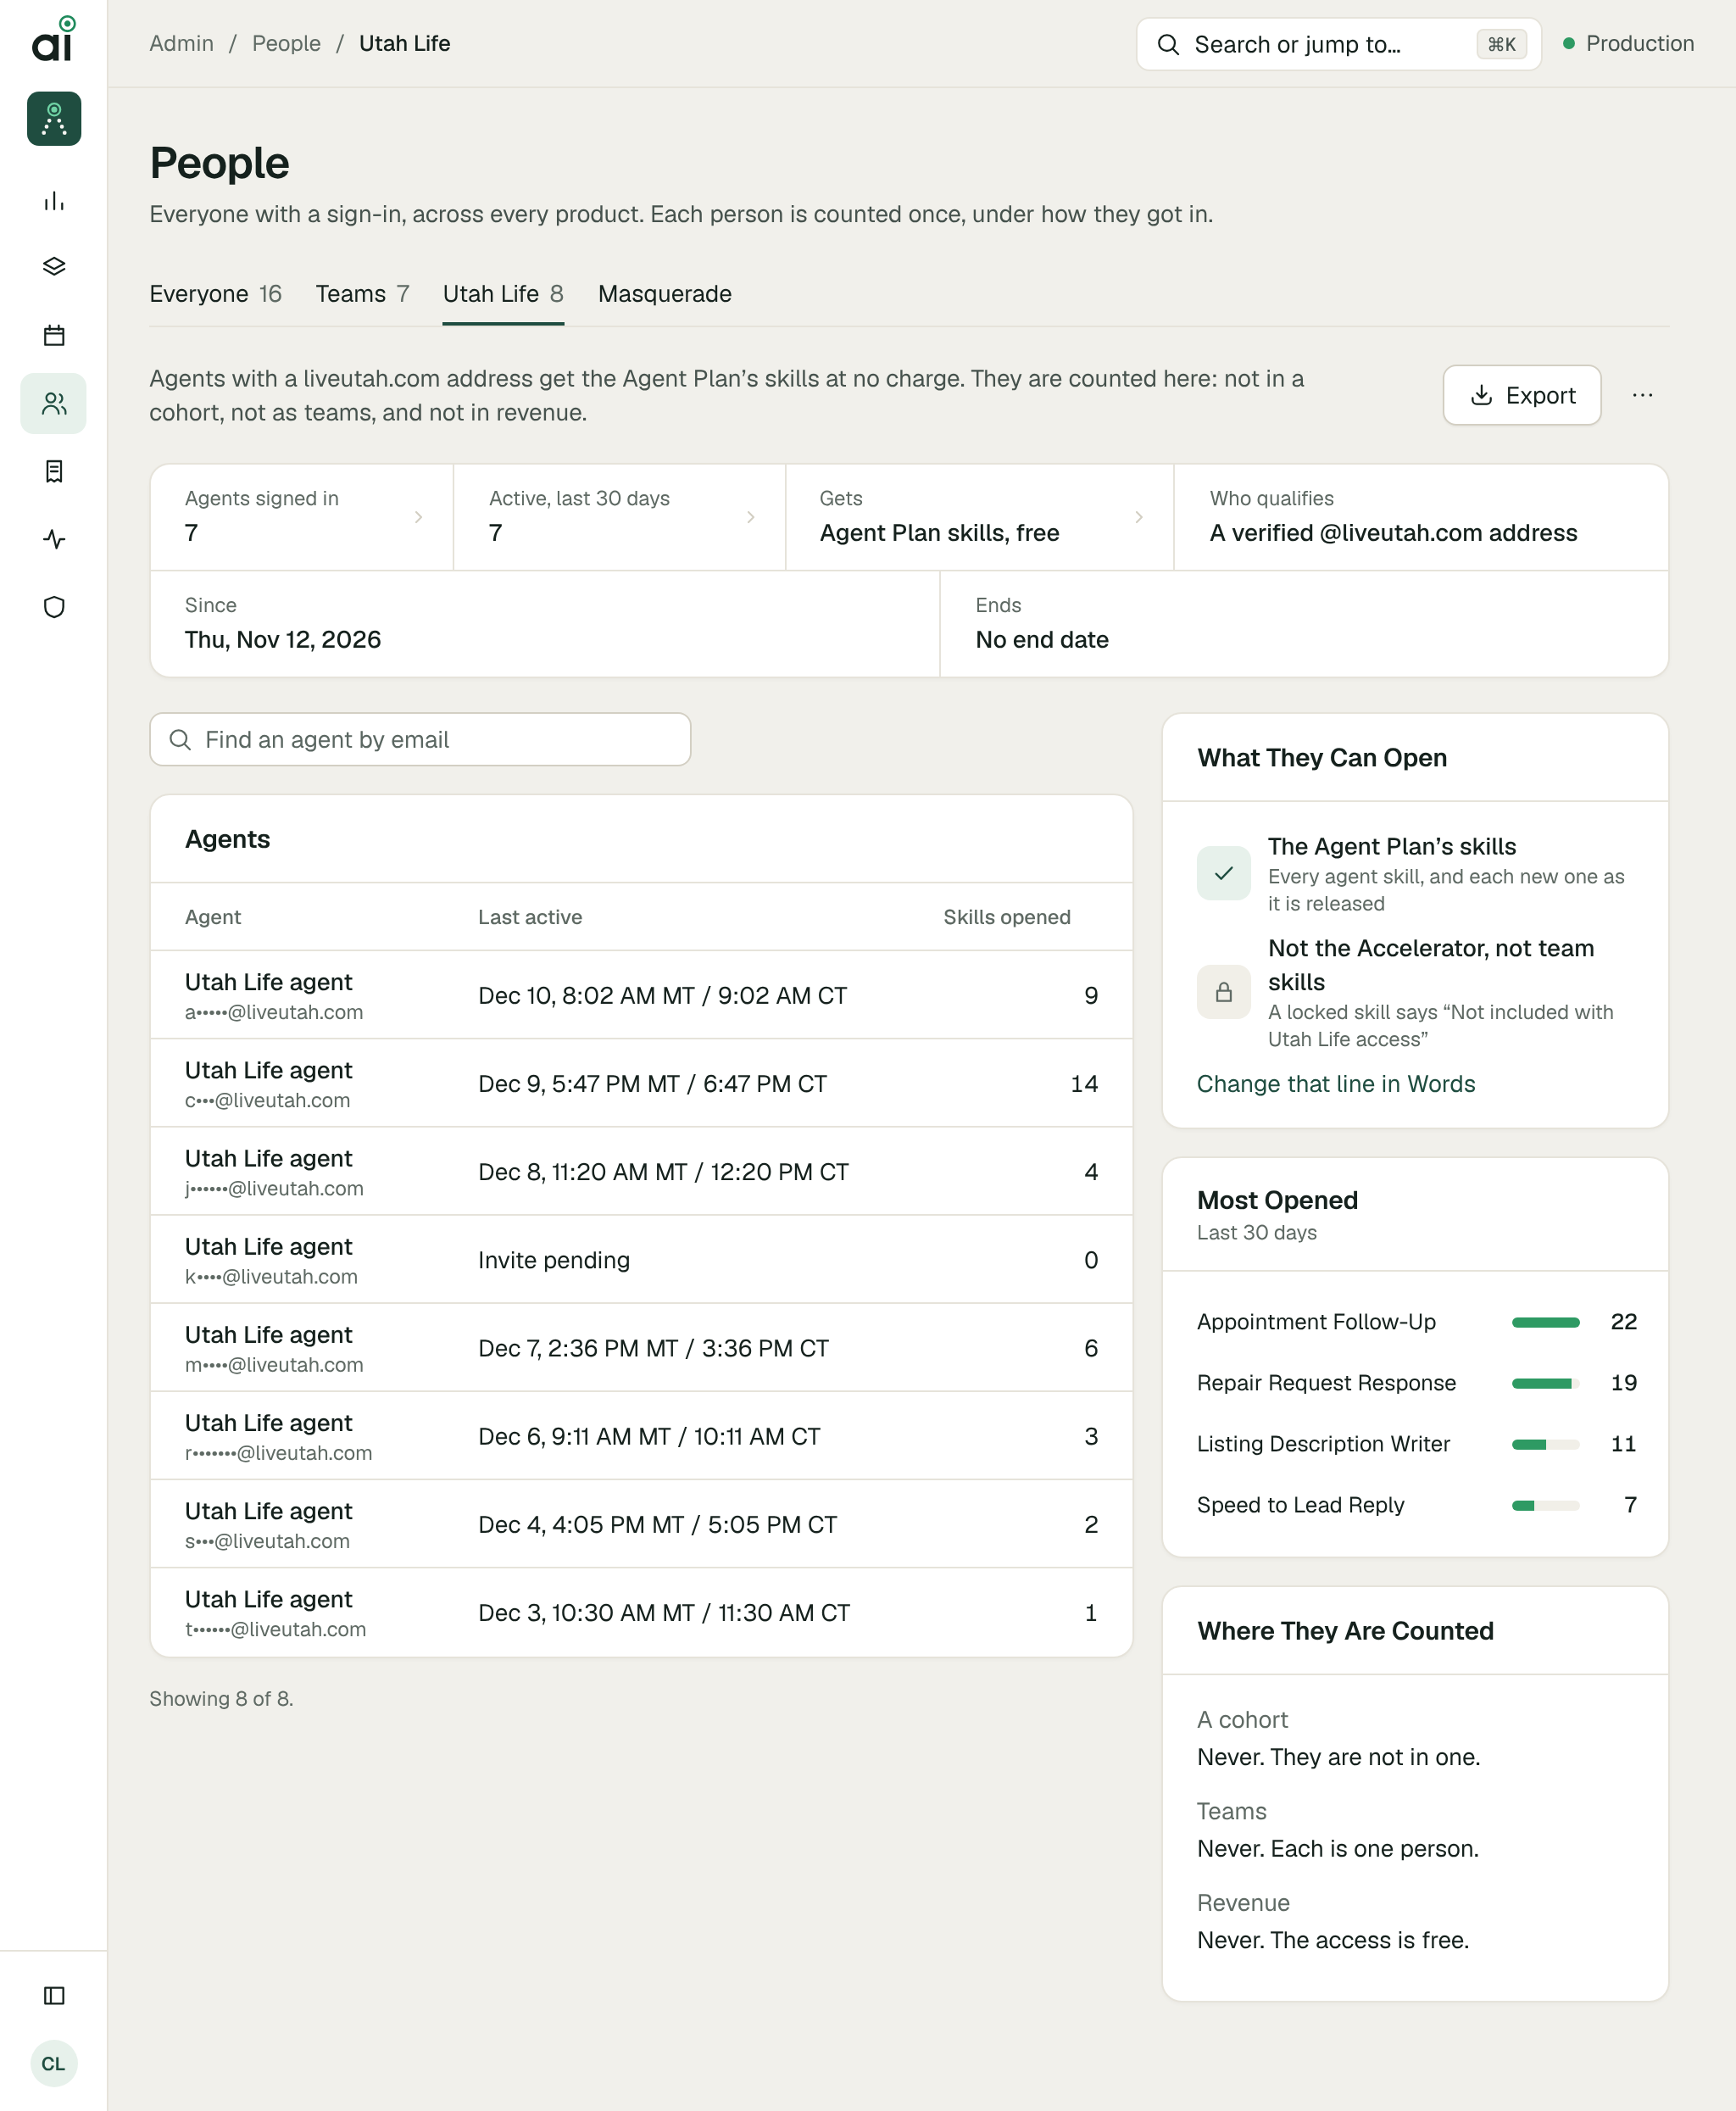 ai
Admin / People / Utah Life
Search or jump to... ⌘K
Production
People
Everyone with a sign-in, across every product. Each person is counted once, under how they got in.
Everyone 16 Teams 7 Utah Life 8 Masquerade
Agents with a liveutah.com address get the Agent Plan’s skills at no charge. They are counted here: not in a
cohort, not as teams, and not in revenue.
Export
Agents signed in
7
Active, last 30 days
7
Gets
Agent Plan skills, free
Who qualifies
A verified @liveutah.com address
Since
Thu, Nov 12, 2026
Ends
No end date
Find an agent by email
Agents
Agent Last active Skills opened
Utah Life agent
a•••••@liveutah.com
Dec 10, 8:02 AM MT / 9:02 AM CT
9
Utah Life agent
c•••@liveutah.com
Dec 9, 5:47 PM MT / 6:47 PM CT
14
Utah Life agent
j••••••@liveutah.com
Dec 8, 11:20 AM MT / 12:20 PM CT
4
Utah Life agent
k••••@liveutah.com
Invite pending
0
Utah Life agent
m••••@liveutah.com
Dec 7, 2:36 PM MT / 3:36 PM CT
6
Utah Life agent
r•••••••@liveutah.com
Dec 6, 9:11 AM MT / 10:11 AM CT
3
Utah Life agent
s•••@liveutah.com
Dec 4, 4:05 PM MT / 5:05 PM CT
2
Utah Life agent
t••••••@liveutah.com
Dec 3, 10:30 AM MT / 11:30 AM CT
1
Showing 8 of 8.
What They Can Open
The Agent Plan’s skills
Every agent skill, and each new one as
it is released
Not the Accelerator, not team
skills
A locked skill says “Not included with
Utah Life access”
Change that line in Words
Most Opened
Last 30 days
Appointment Follow-Up 22
Repair Request Response 19
Listing Description Writer 11
Speed to Lead Reply 7
Where They Are Counted
A cohort
Never. They are not in one.
Teams
Never. Each is one person.
Revenue
Never. The access is free.
CL